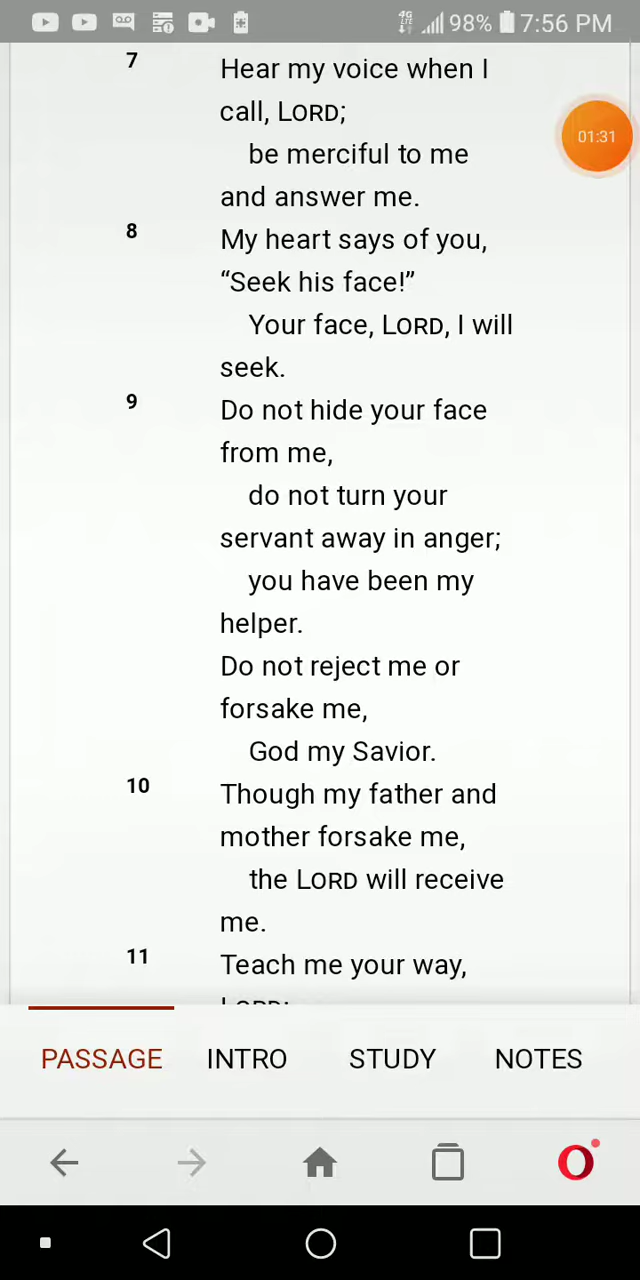 98% 7:56 PM
01:31
7 Hear my voice when I
call, LORD;
be merciful to me
and answer me.
8 My heart says of you,
“Seek his face!”
Your face, LORD, I will
seek.
9 Do not hide your face
from me,
do not turn your
servant away in anger;
you have been my
helper.
Do not reject me or
forsake me,
God my Savior.
10 Though my father and
mother forsake me,
the LORD will receive
me.
11 Teach me your way,
LORD;
PASSAGE INTRO STUDY NOTES